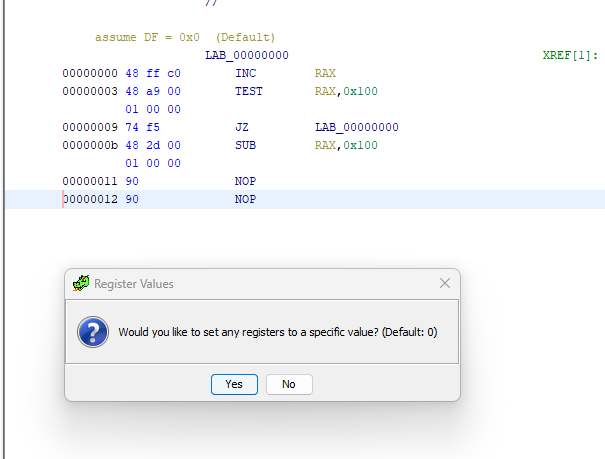 //
assume DF = 0x0 (Default)
LAB_00000000 XREF[1]:
00000000 48 ff c0 INC RAX
00000003 48 a9 00 TEST RAX,0x100
01 00 00
00000009 74 f5 JZ LAB_00000000
0000000b 48 2d 00 SUB RAX,0x100
01 00 00
00000011 90 NOP
00000012 90 NOP
Register Values
Would you like to set any registers to a specific value? (Default: 0)
Yes No